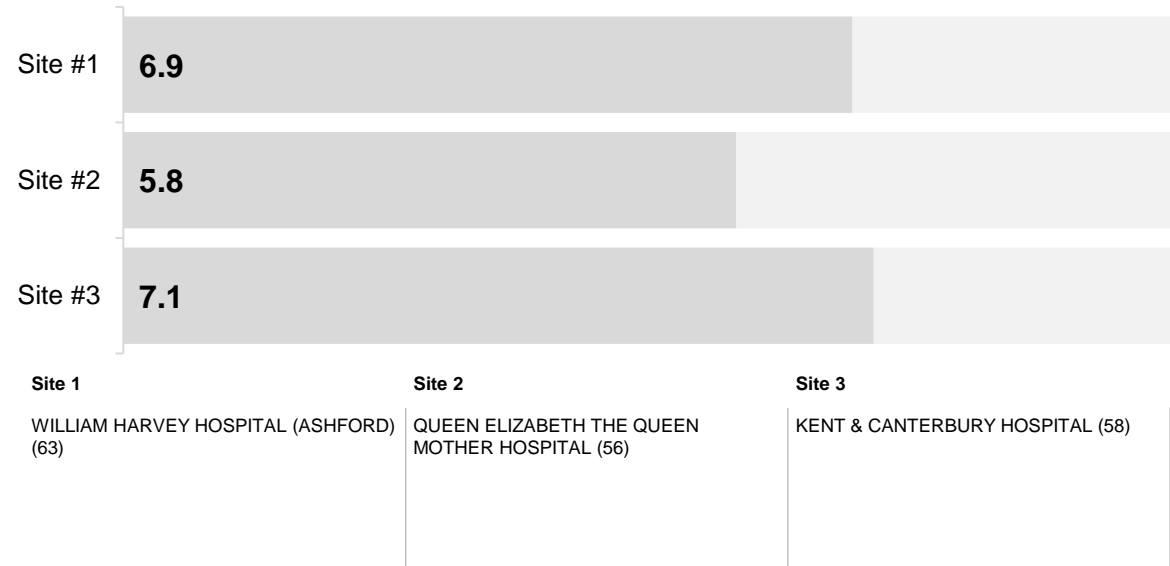 Site #1 6.9
Site #2 5.8
Site #3 7.1
Site 1
WILLIAM HARVEY HOSPITAL (ASHFORD)
(63)
Site 2
QUEEN ELIZABETH THE QUEEN
MOTHER HOSPITAL (56)
Site 3
KENT & CANTERBURY HOSPITAL (58)